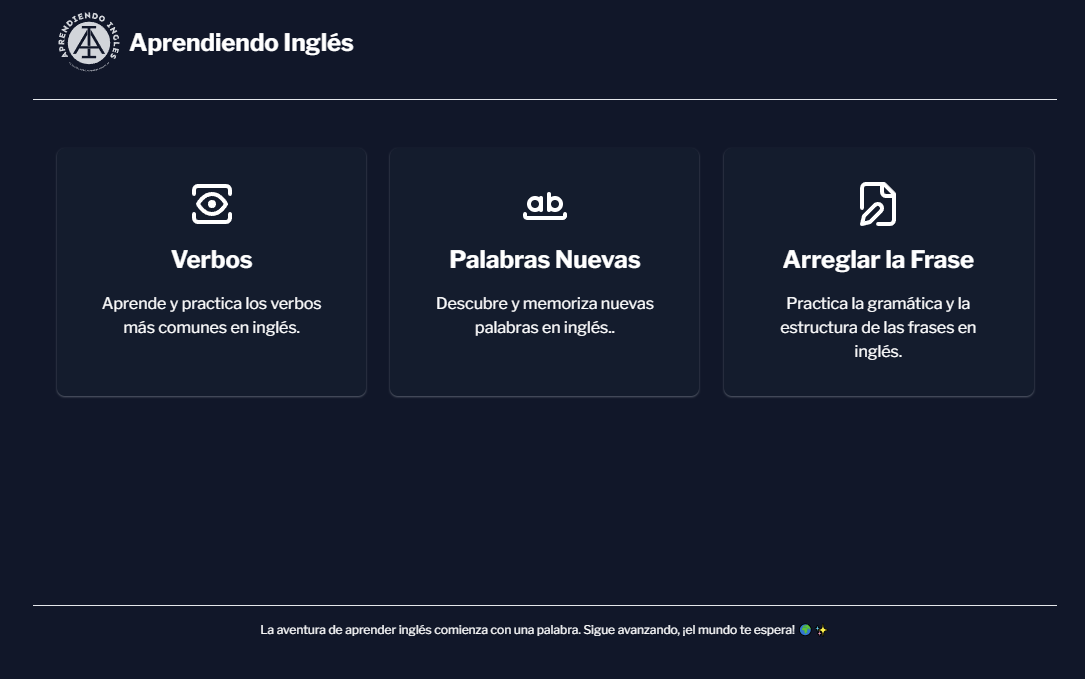 APRENDIENDO INGLES
Aprendiendo Inglés
Verbos
Aprende y practica los verbos
más comunes en inglés.
ab
Palabras Nuevas
Descubre y memoriza nuevas
palabras en inglés..
Arreglar la Frase
Practica la gramática y la
estructura de las frases en
inglés.
La aventura de aprender inglés comienza con una palabra. Sigue avanzando, ¡el mundo te espera! 🌍 ✨